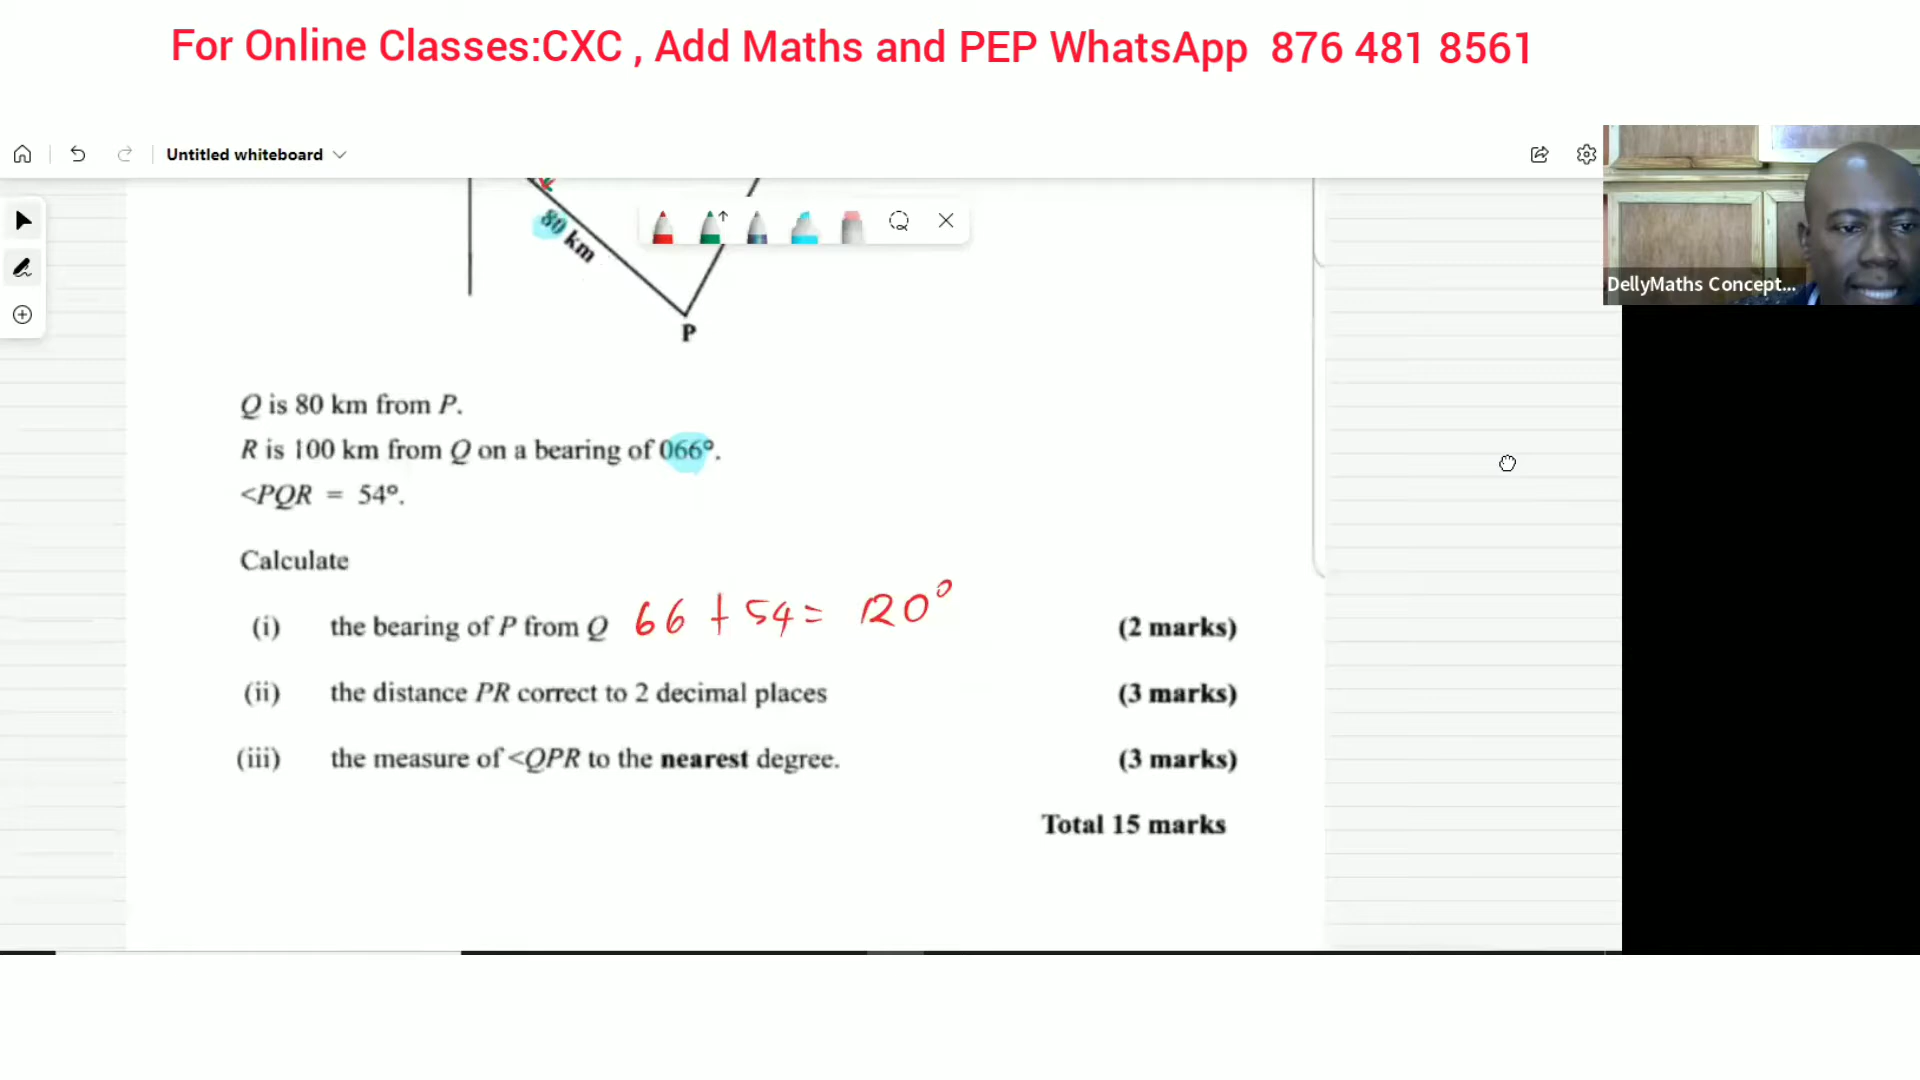 For Online Classes:CXC , Add Maths and PEP WhatsApp 876 481 8561
Untitled whiteboard
DellyMaths Concept...
80 km
P
Q is 80 km from P.
R is 100 km from Q on a bearing of 066°.
<PQR = 54°.
Calculate
(i) the bearing of P from Q 66 + 54 = 120° (2 marks)
(ii) the distance PR correct to 2 decimal places (3 marks)
(iii) the measure of <QPR to the nearest degree. (3 marks)
Total 15 marks